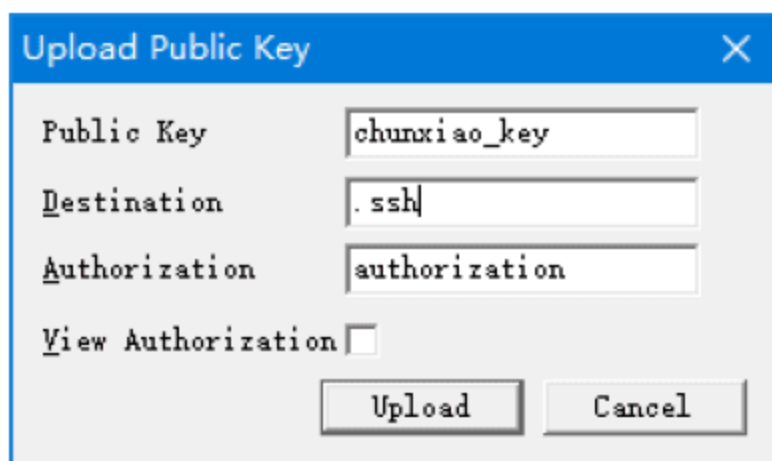 Upload Public Key
Public Key chunxiao_key
Destination .ssh
Authorization authorization
View Authorization
Upload Cancel